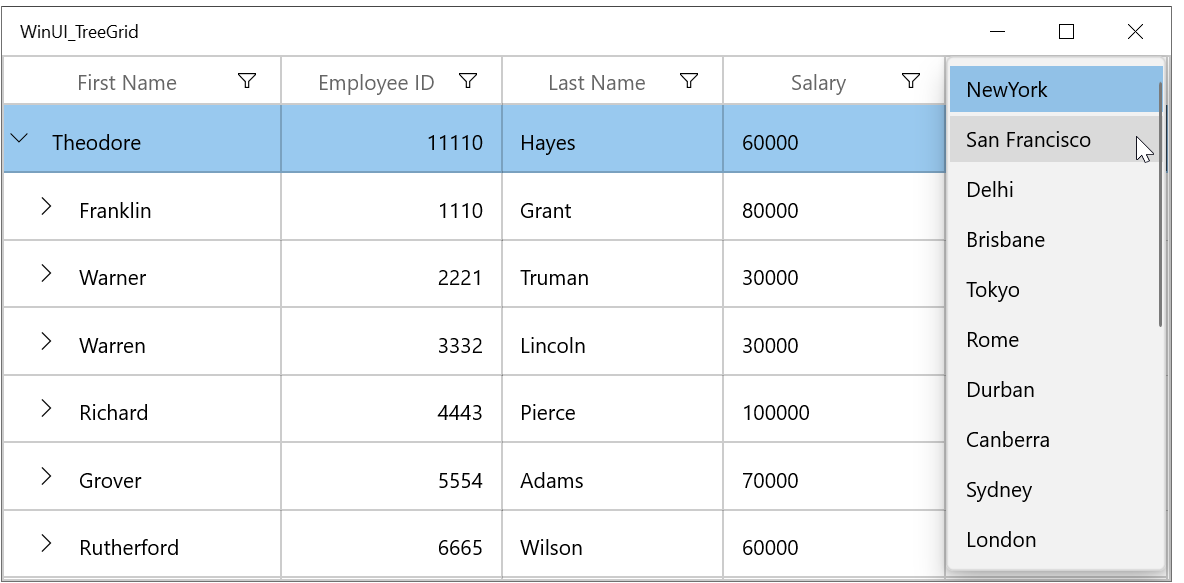 WinUI_TreeGrid
First Name Employee ID Last Name Salary
NewYork
Theodore 11110 Hayes 60000
San Francisco
Delhi
Franklin 1110 Grant 80000
Brisbane
Warner 2221 Truman 30000
Tokyo
Warren 3332 Lincoln 30000
Rome
Durban
Richard 4443 Pierce 100000
Canberra
Grover 5554 Adams 70000
Sydney
Rutherford 6665 Wilson 60000
London